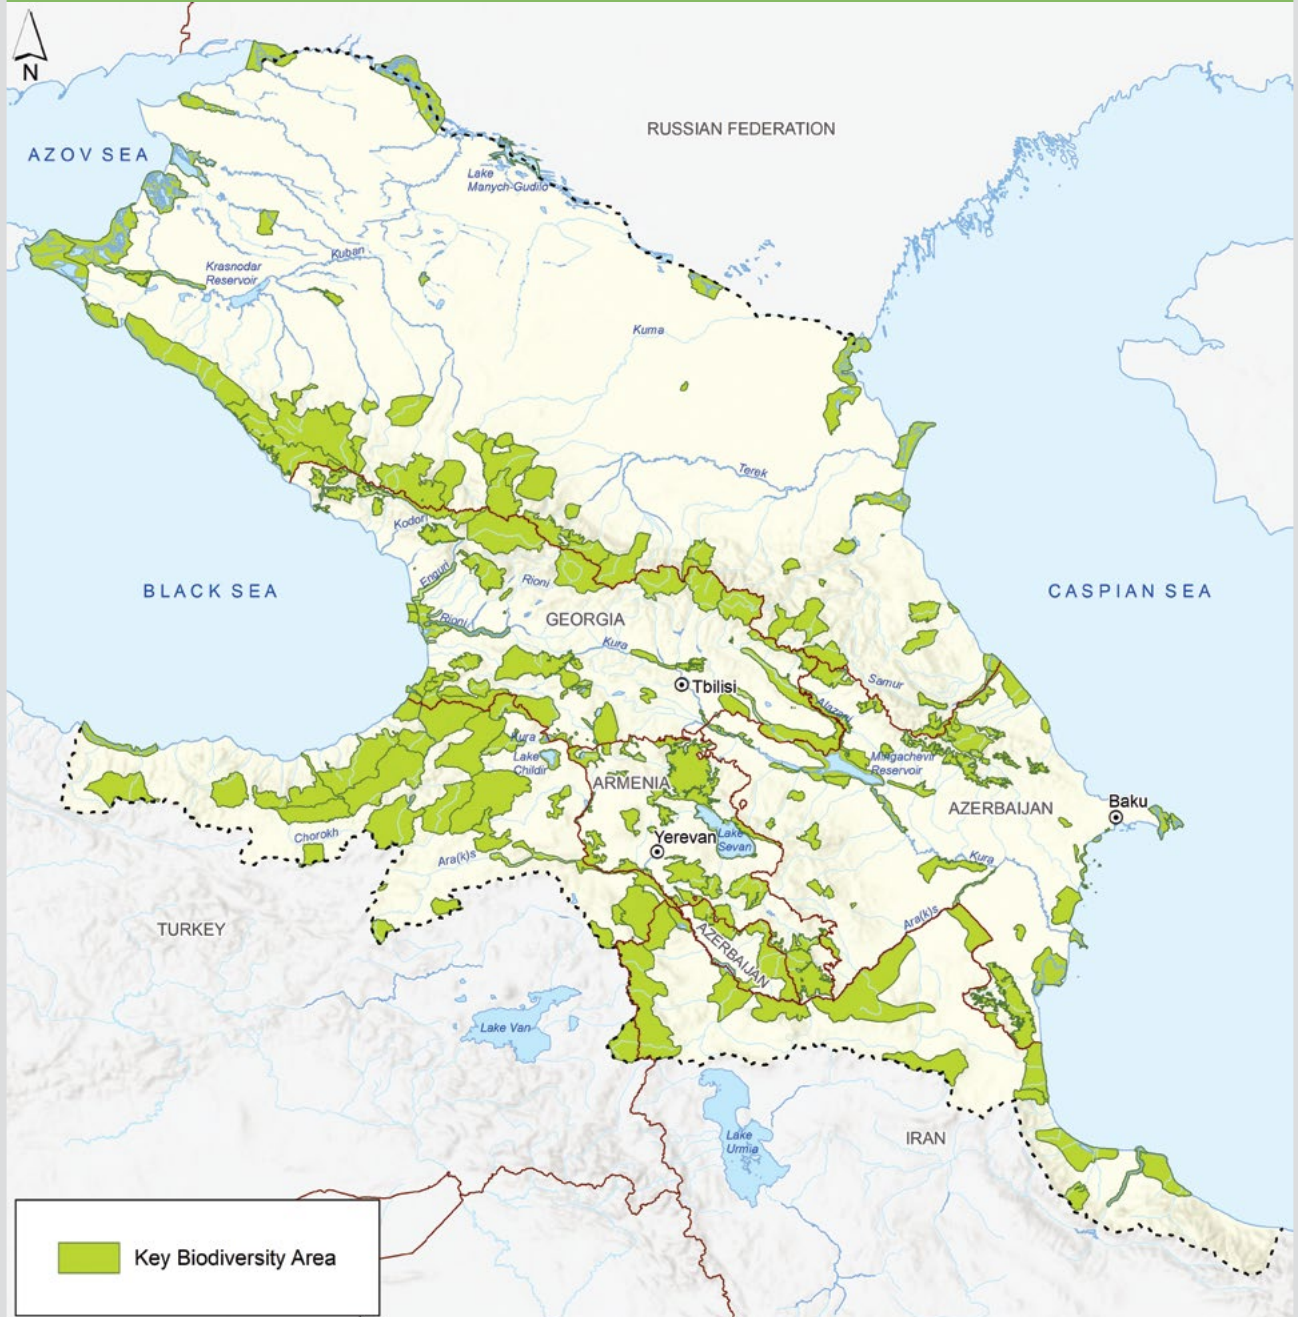 N
RUSSIAN FEDERATION
AZOV SEA
Lake
Manych-Gudilo
Kuban
Krasnodar
Reservoir
Kuma
Terek
Kodori
BLACK SEA
Enguri
Rioni
CASPIAN SEA
GEORGIA
Rioni
Kura
Tbilisi
Samur
Alazani
Kura
Lake
Childir
Mingachevir
Reservoir
ARMENIA
AZERBAIJAN
Baku
Chorokh
Yerevan
Lake
Sevan
Ara(k)s
Kura
Ara(k)s
TURKEY
AZERBAIJAN
Lake Van
Lake
Urmia
IRAN
Key Biodiversity Area